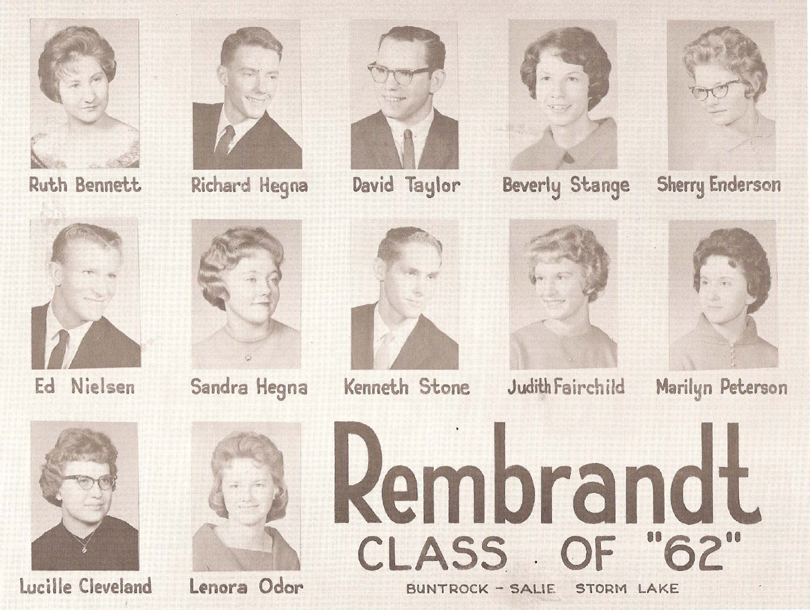 Ruth Bennett Richard Hegna David Taylor Beverly Stange Sherry Enderson
Ed Nielsen Sandra Hegna Kenneth Stone Judith Fairchild Marilyn Peterson
Lucille Cleveland Lenora Odor
Rembrandt
CLASS OF "62"
BUNTROCK - SALIE STORM LAKE